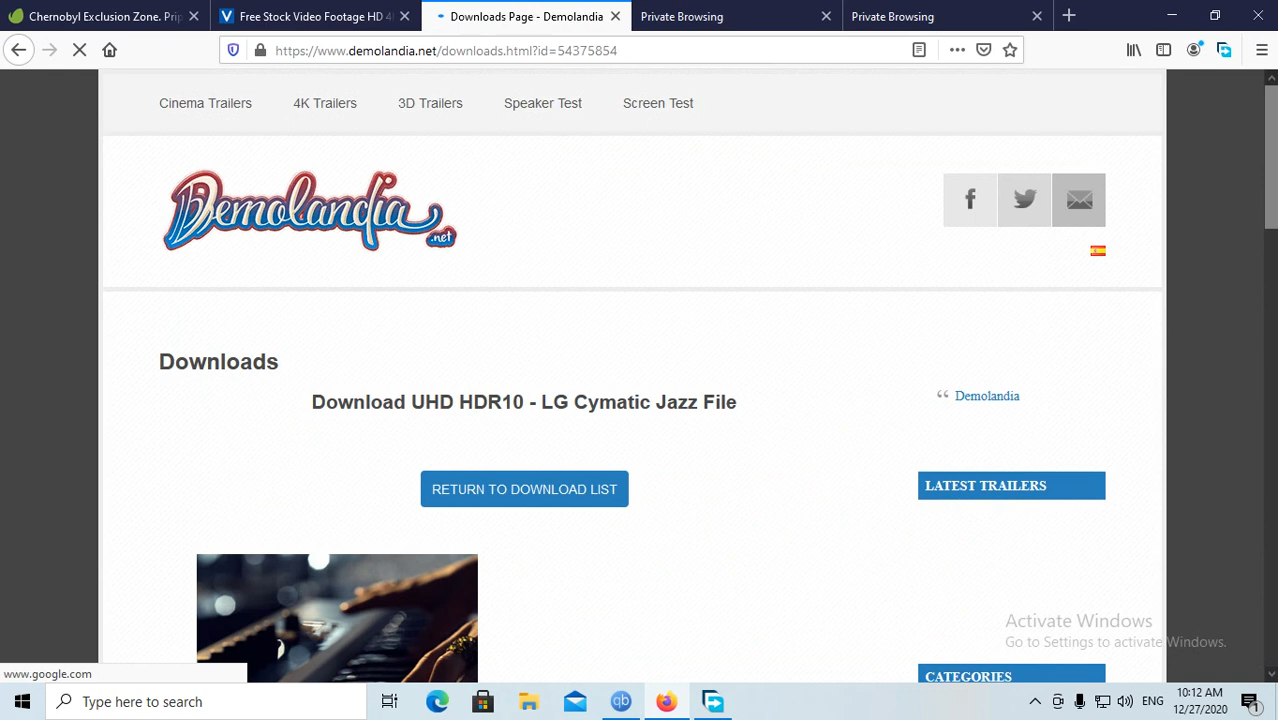 Chernobyl Exclusion Zone. Prip
Free Stock Video Footage HD 4
Downloads Page - Demolandia
Private Browsing
Private Browsing
https://www.demolandia.net/downloads.html?id=54375854
Cinema Trailers
4K Trailers
3D Trailers
Speaker Test
Screen Test
Demolandia
.net
Downloads
Download UHD HDR10 - LG Cymatic Jazz File
Demolandia
RETURN TO DOWNLOAD LIST
LATEST TRAILERS
Activate Windows
Go to Settings to activate Windows.
www.google.com
CATEGORIES
Type here to search
qb
ENG
10:12 AM
12/27/2020
1